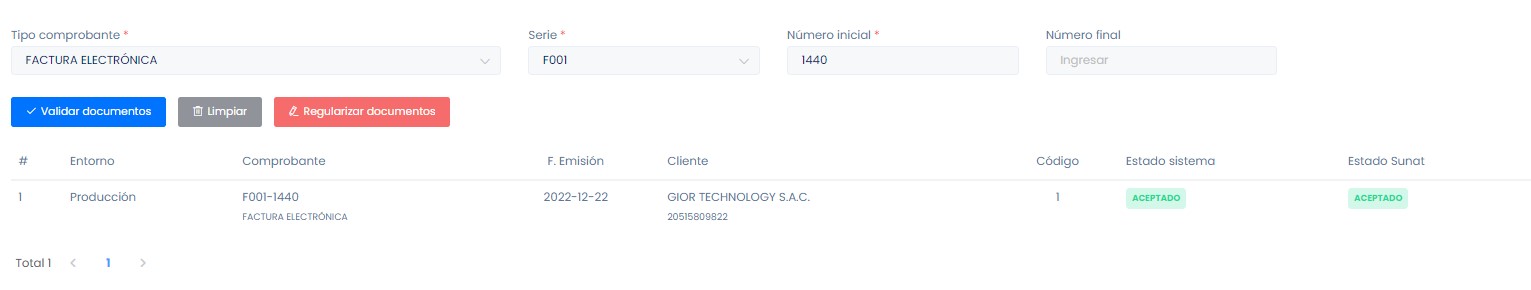 Tipo comprobante * Serie * Número inicial * Número final
FACTURA ELECTRÓNICA F001 1440 Ingresar
Validar documentos Limpiar Regularizar documentos
# Entorno Comprobante F. Emisión Cliente Código Estado sistema Estado Sunat
1 Producción F001-1440 2022-12-22 GIOR TECHNOLOGY S.A.C. 1 ACEPTADO ACEPTADO
FACTURA ELECTRÓNICA 20515809822
Total 1 < 1 >